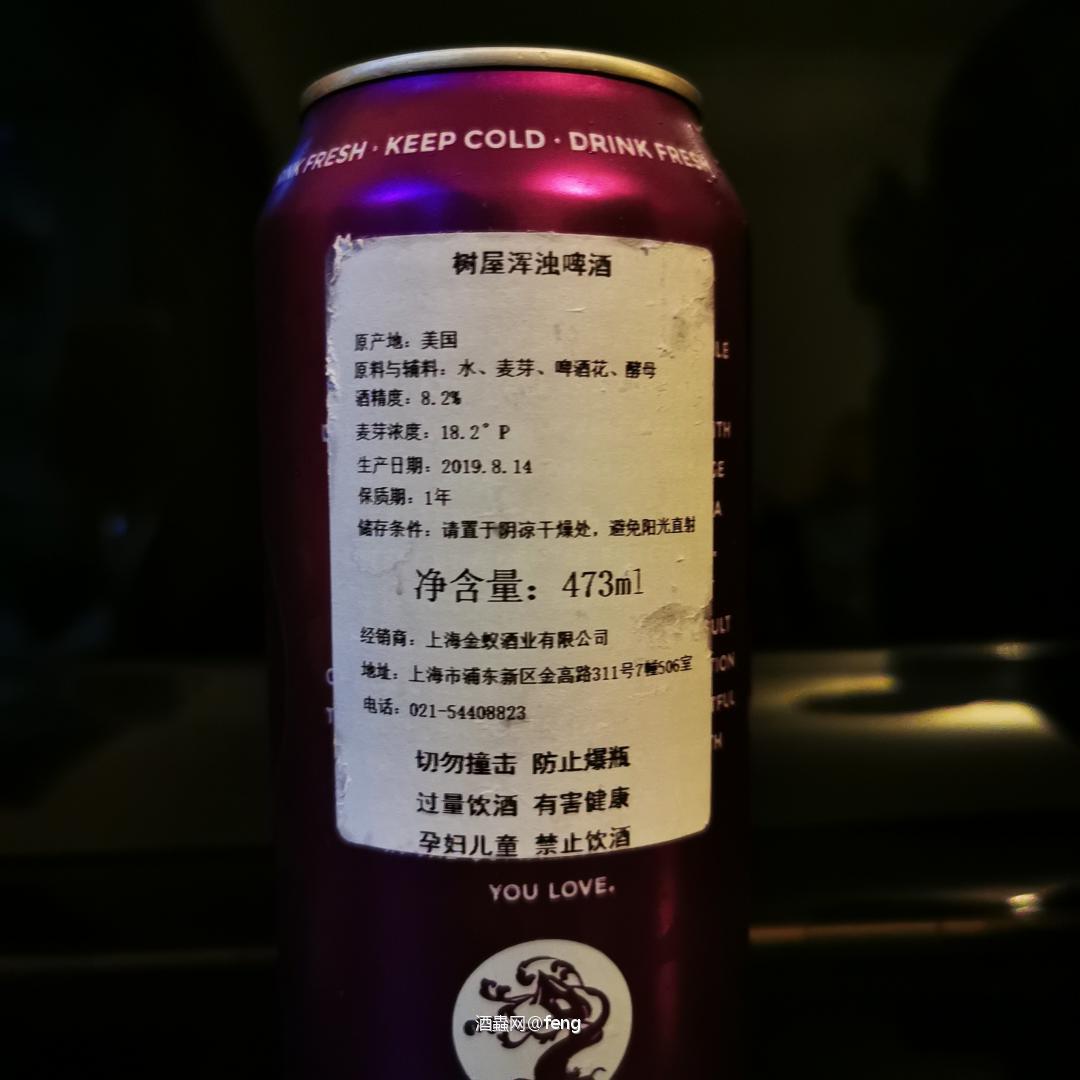 FRESH · KEEP COLD · DRINK FRESH
树屋浑浊啤酒
原产地：美国
原料与辅料：水、麦芽、啤酒花、酵母
酒精度：8.2%
麦芽浓度：18.2°P
生产日期：2019.8.14
保质期：1年
储存条件：请置于阴凉干燥处，避免阳光直射
净含量：473ml
经销商：上海金蚁酒业有限公司
地址：上海市浦东新区金高路311号7幢506室
电话：021-54408823
切勿撞击 防止爆瓶
过量饮酒 有害健康
孕妇儿童 禁止饮酒
YOU LOVE.
酒蟲网@feng